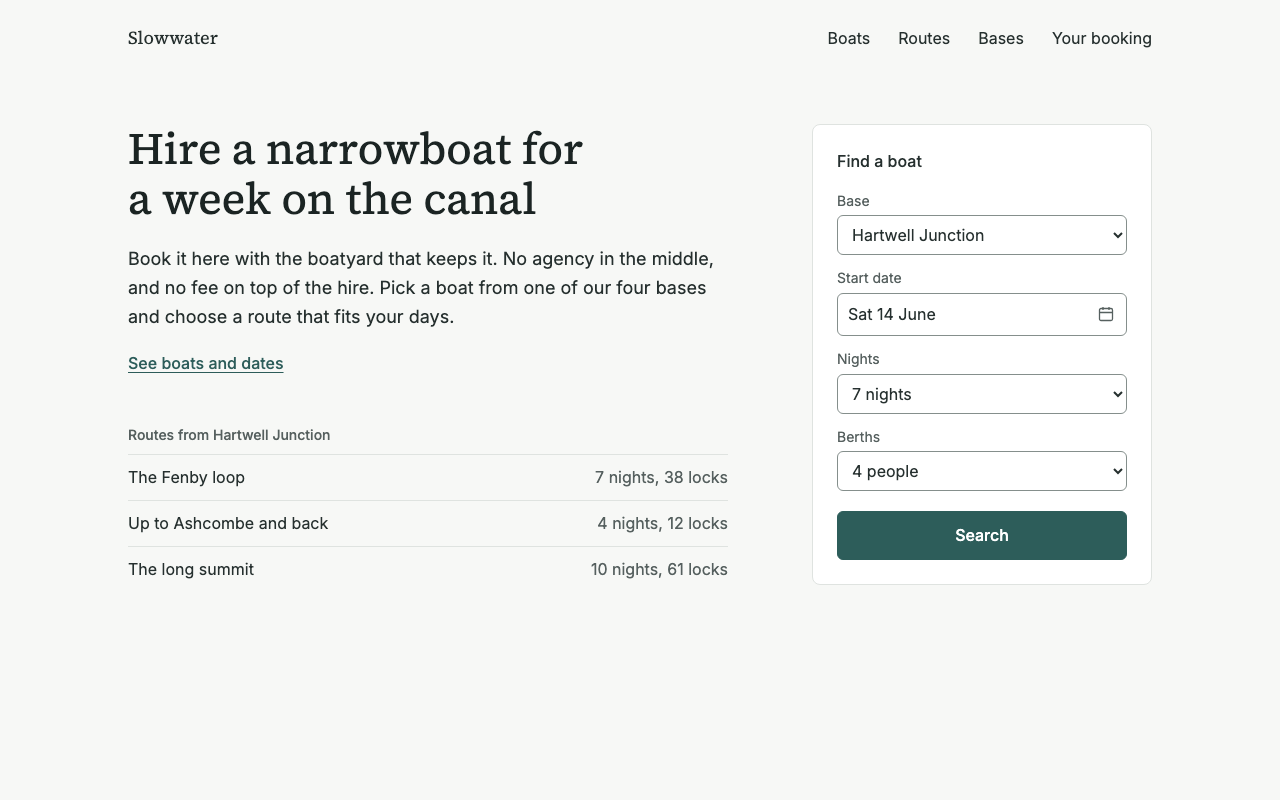 Slowwater
Boats Routes Bases Your booking
Hire a narrowboat for
a week on the canal
Book it here with the boatyard that keeps it. No agency in the middle,
and no fee on top of the hire. Pick a boat from one of our four bases
and choose a route that fits your days.
See boats and dates
Routes from Hartwell Junction
The Fenby loop 7 nights, 38 locks
Up to Ashcombe and back 4 nights, 12 locks
The long summit 10 nights, 61 locks
Find a boat
Base
Hartwell Junction
Start date
Sat 14 June
Nights
7 nights
Berths
4 people
Search